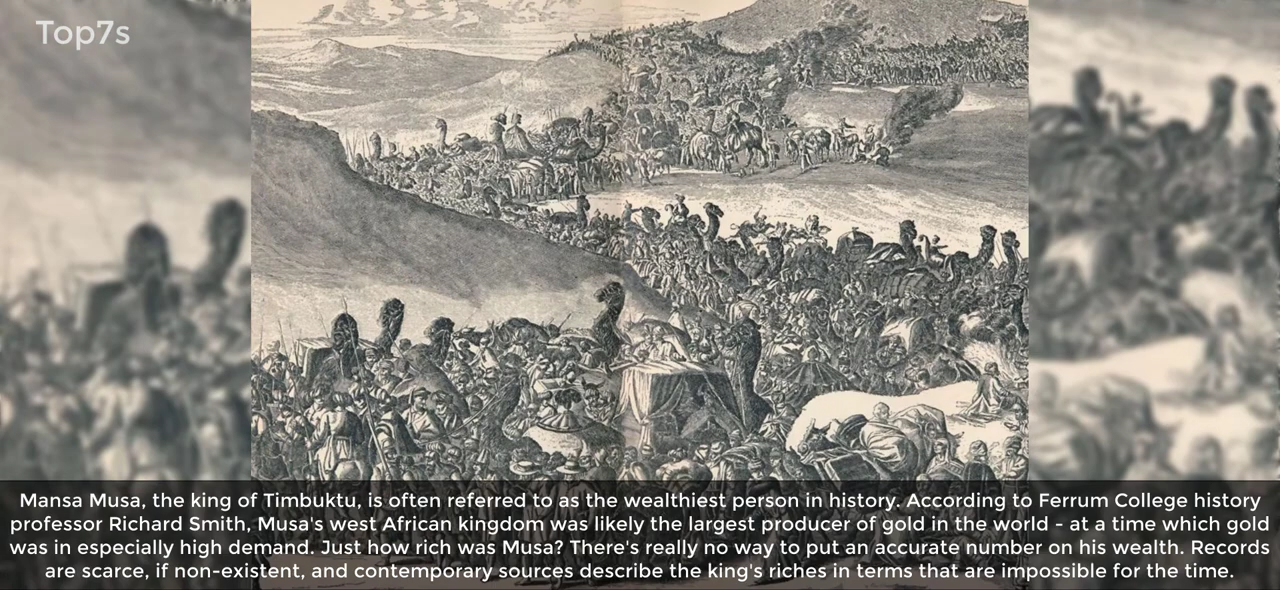 Top7s
Mansa Musa, the king of Timbuktu, is often referred to as the wealthiest person in history. According to Ferrum College history
professor Richard Smith, Musa's west African kingdom was likely the largest producer of gold in the world - at a time which gold
was in especially high demand. Just how rich was Musa? There's really no way to put an accurate number on his wealth. Records
are scarce, if non-existent, and contemporary sources describe the king's riches in terms that are impossible for the time.